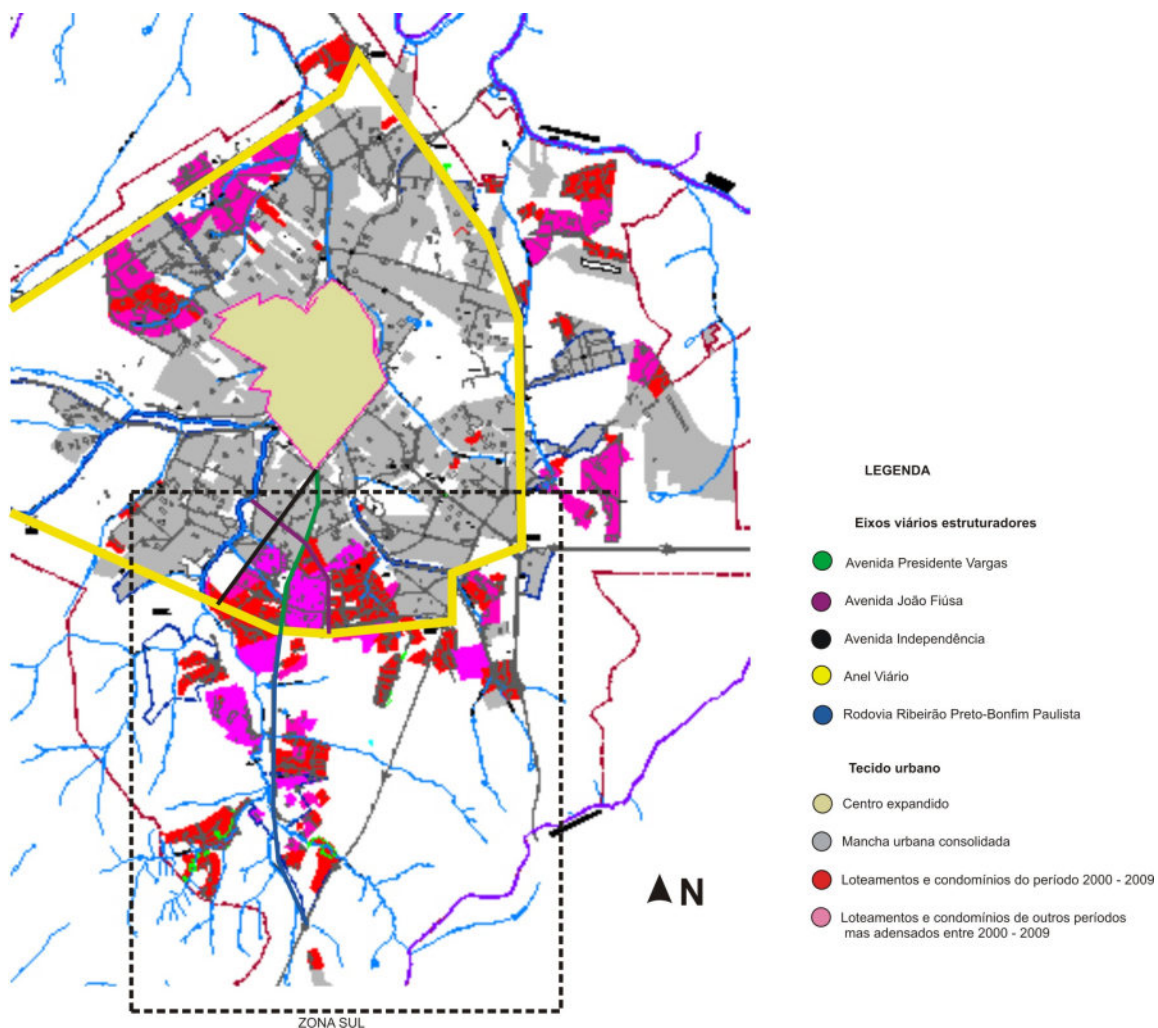 LEGENDA
Eixos viários estruturadores
Avenida Presidente Vargas
Avenida João Fiúsa
Avenida Independência
Anel Viário
Rodovia Ribeirão Preto-Bonfim Paulista
Tecido urbano
Centro expandido
Mancha urbana consolidada
Loteamentos e condomínios do período 2000 - 2009
Loteamentos e condomínios de outros períodos
mas adensados entre 2000 - 2009
N
ZONA SUL